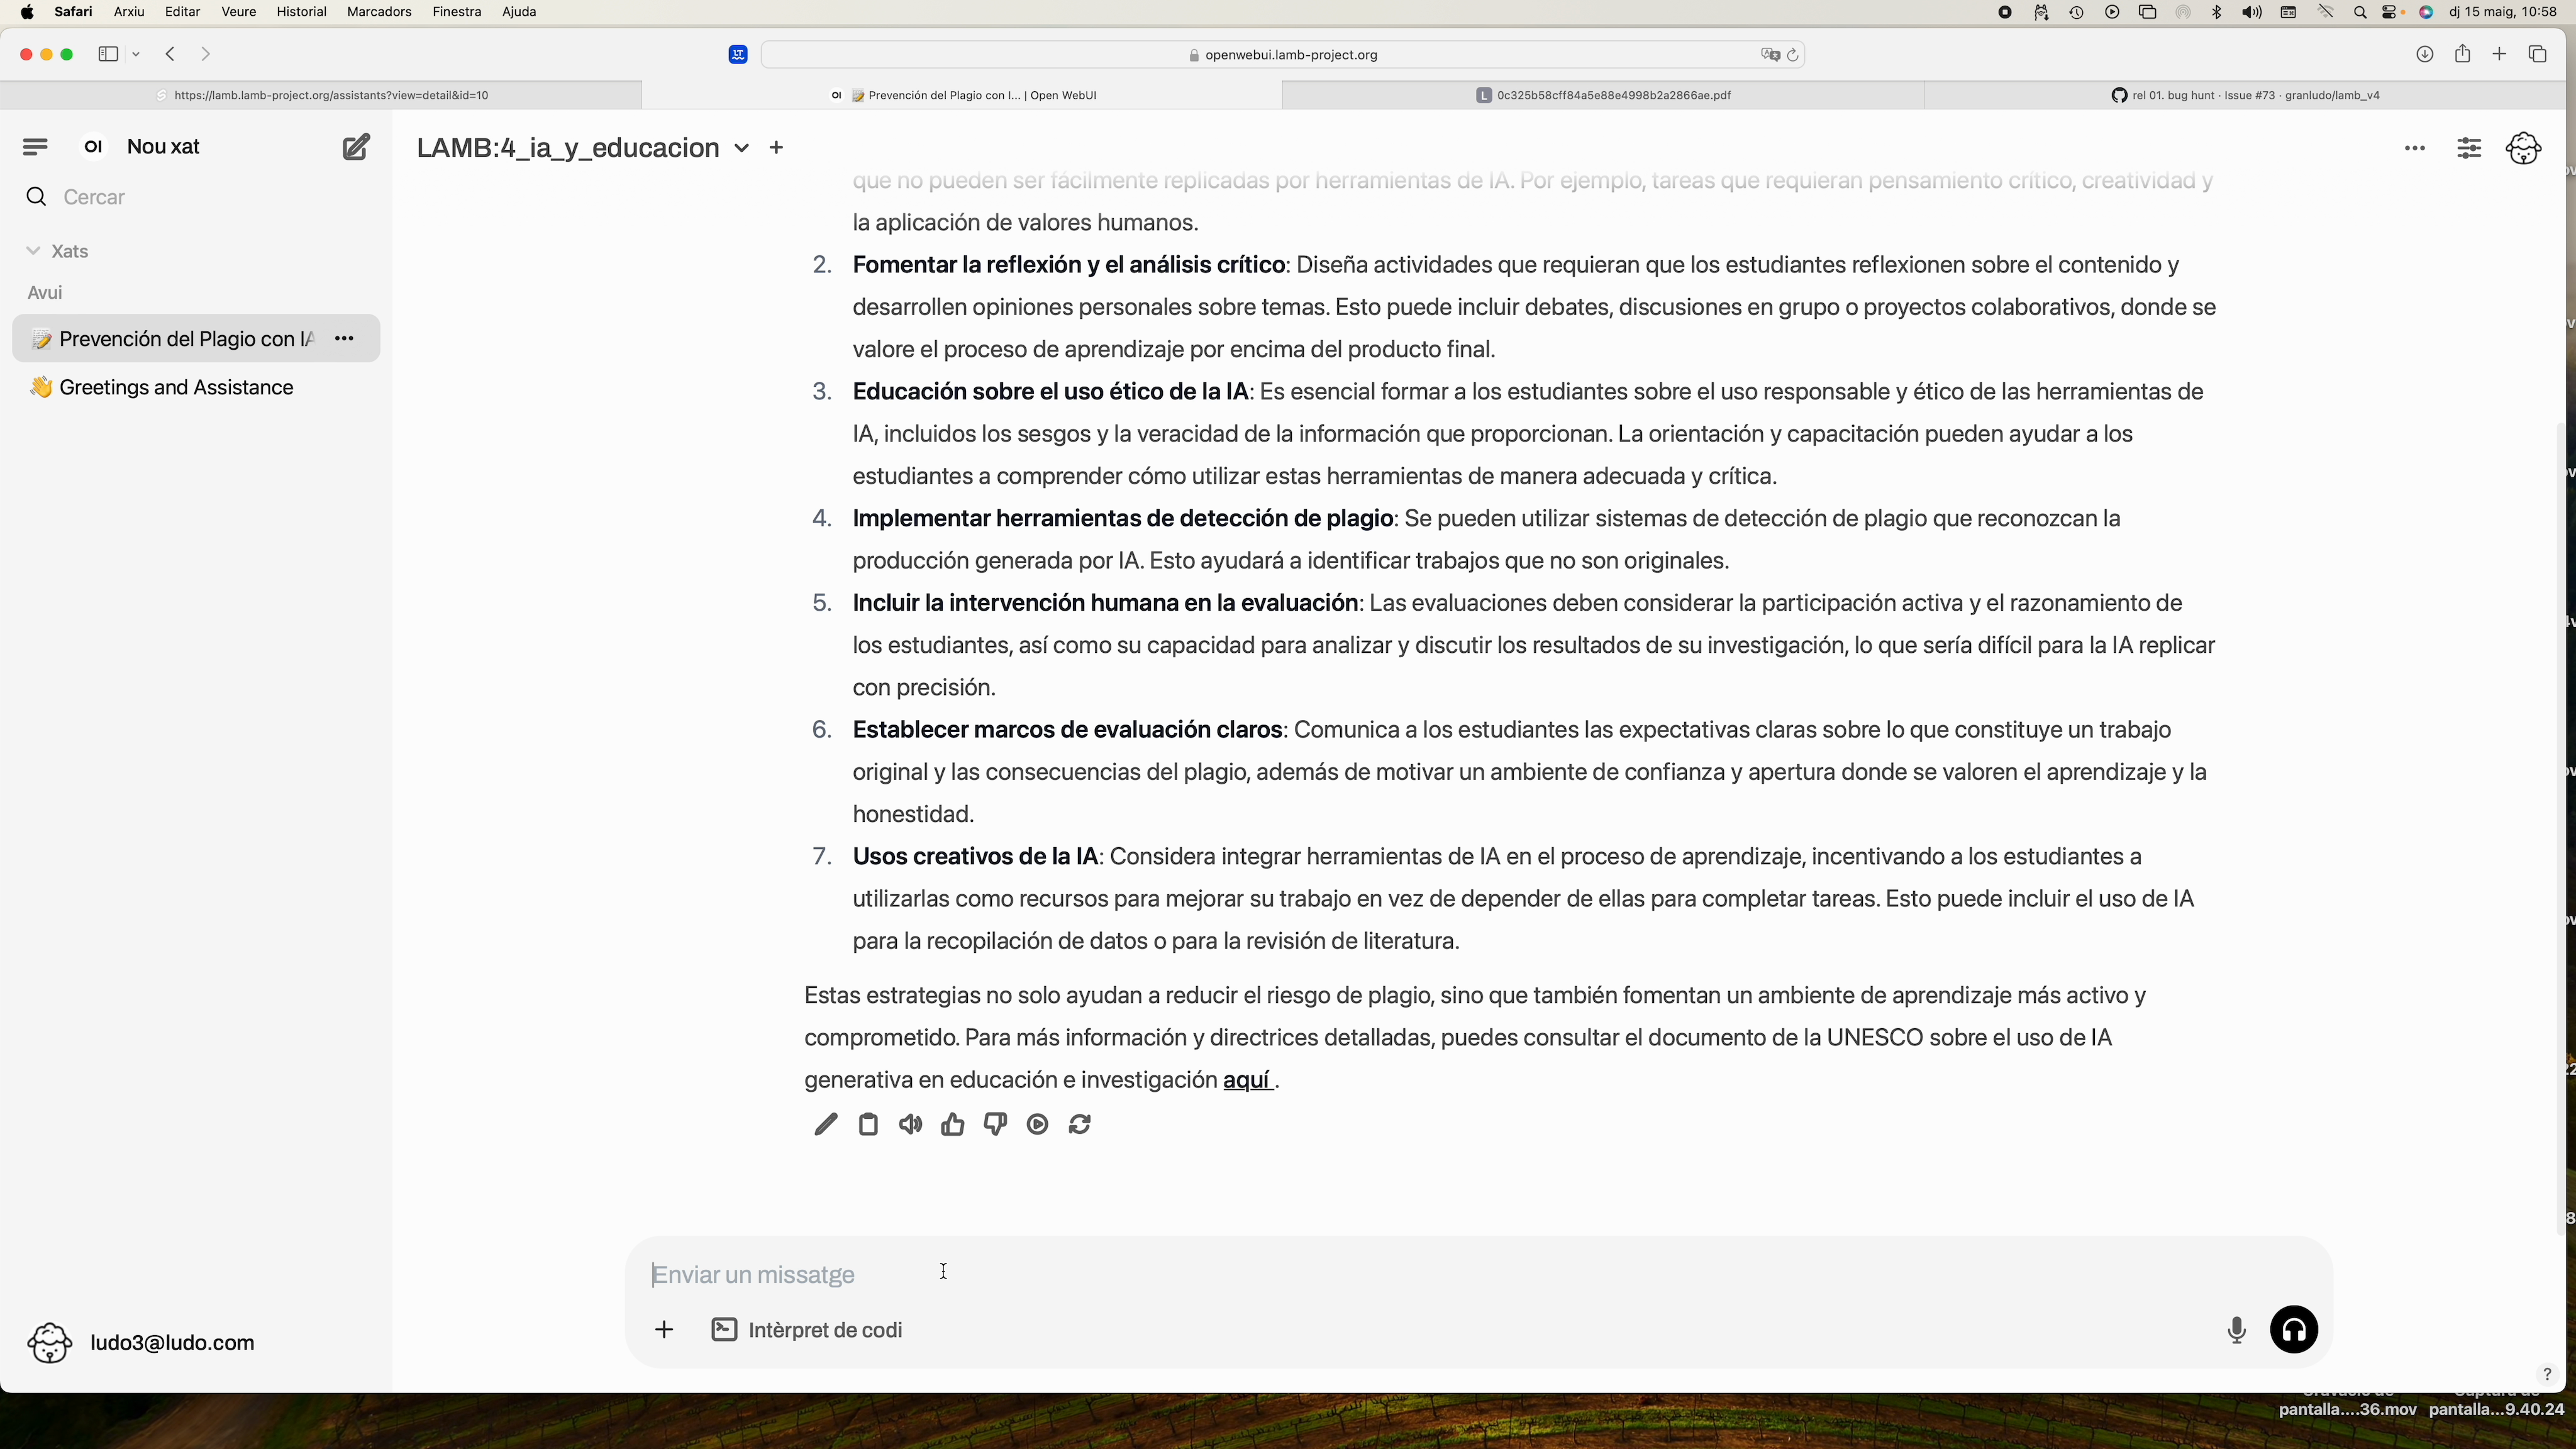 Safari Arxiu Editar Veure Historial Marcadors Finestra Ajuda dj 15 maig, 10:58
openwebui.lamb-project.org
https://lamb.lamb-project.org/assistants?view=detail&id=10
OI Prevención del Plagio con I... | Open WebUI
L 0c325b58cff84a5e88e4998b2a2866ae.pdf
rel 01. bug hunt · Issue #73 · granludo/lamb_v4
OI Nou xat
Cercar
Xats
Avui
Prevención del Plagio con IA
Greetings and Assistance
ludo3@ludo.com
LAMB:4_ia_y_educacion
que no pueden ser fácilmente replicadas por herramientas de IA. Por ejemplo, tareas que requieran pensamiento crítico, creatividad y
la aplicación de valores humanos.
2. Fomentar la reflexión y el análisis crítico: Diseña actividades que requieran que los estudiantes reflexionen sobre el contenido y
desarrollen opiniones personales sobre temas. Esto puede incluir debates, discusiones en grupo o proyectos colaborativos, donde se
valore el proceso de aprendizaje por encima del producto final.
3. Educación sobre el uso ético de la IA: Es esencial formar a los estudiantes sobre el uso responsable y ético de las herramientas de
IA, incluidos los sesgos y la veracidad de la información que proporcionan. La orientación y capacitación pueden ayudar a los
estudiantes a comprender cómo utilizar estas herramientas de manera adecuada y crítica.
4. Implementar herramientas de detección de plagio: Se pueden utilizar sistemas de detección de plagio que reconozcan la
producción generada por IA. Esto ayudará a identificar trabajos que no son originales.
5. Incluir la intervención humana en la evaluación: Las evaluaciones deben considerar la participación activa y el razonamiento de
los estudiantes, así como su capacidad para analizar y discutir los resultados de su investigación, lo que sería difícil para la IA replicar
con precisión.
6. Establecer marcos de evaluación claros: Comunica a los estudiantes las expectativas claras sobre lo que constituye un trabajo
original y las consecuencias del plagio, además de motivar un ambiente de confianza y apertura donde se valoren el aprendizaje y la
honestidad.
7. Usos creativos de la IA: Considera integrar herramientas de IA en el proceso de aprendizaje, incentivando a los estudiantes a
utilizarlas como recursos para mejorar su trabajo en vez de depender de ellas para completar tareas. Esto puede incluir el uso de IA
para la recopilación de datos o para la revisión de literatura.
Estas estrategias no solo ayudan a reducir el riesgo de plagio, sino que también fomentan un ambiente de aprendizaje más activo y
comprometido. Para más información y directrices detalladas, puedes consultar el documento de la UNESCO sobre el uso de IA
generativa en educación e investigación aquí .
Enviar un missatge
Intèrpret de codi
?
pantalla....36.mov pantalla...9.40.24